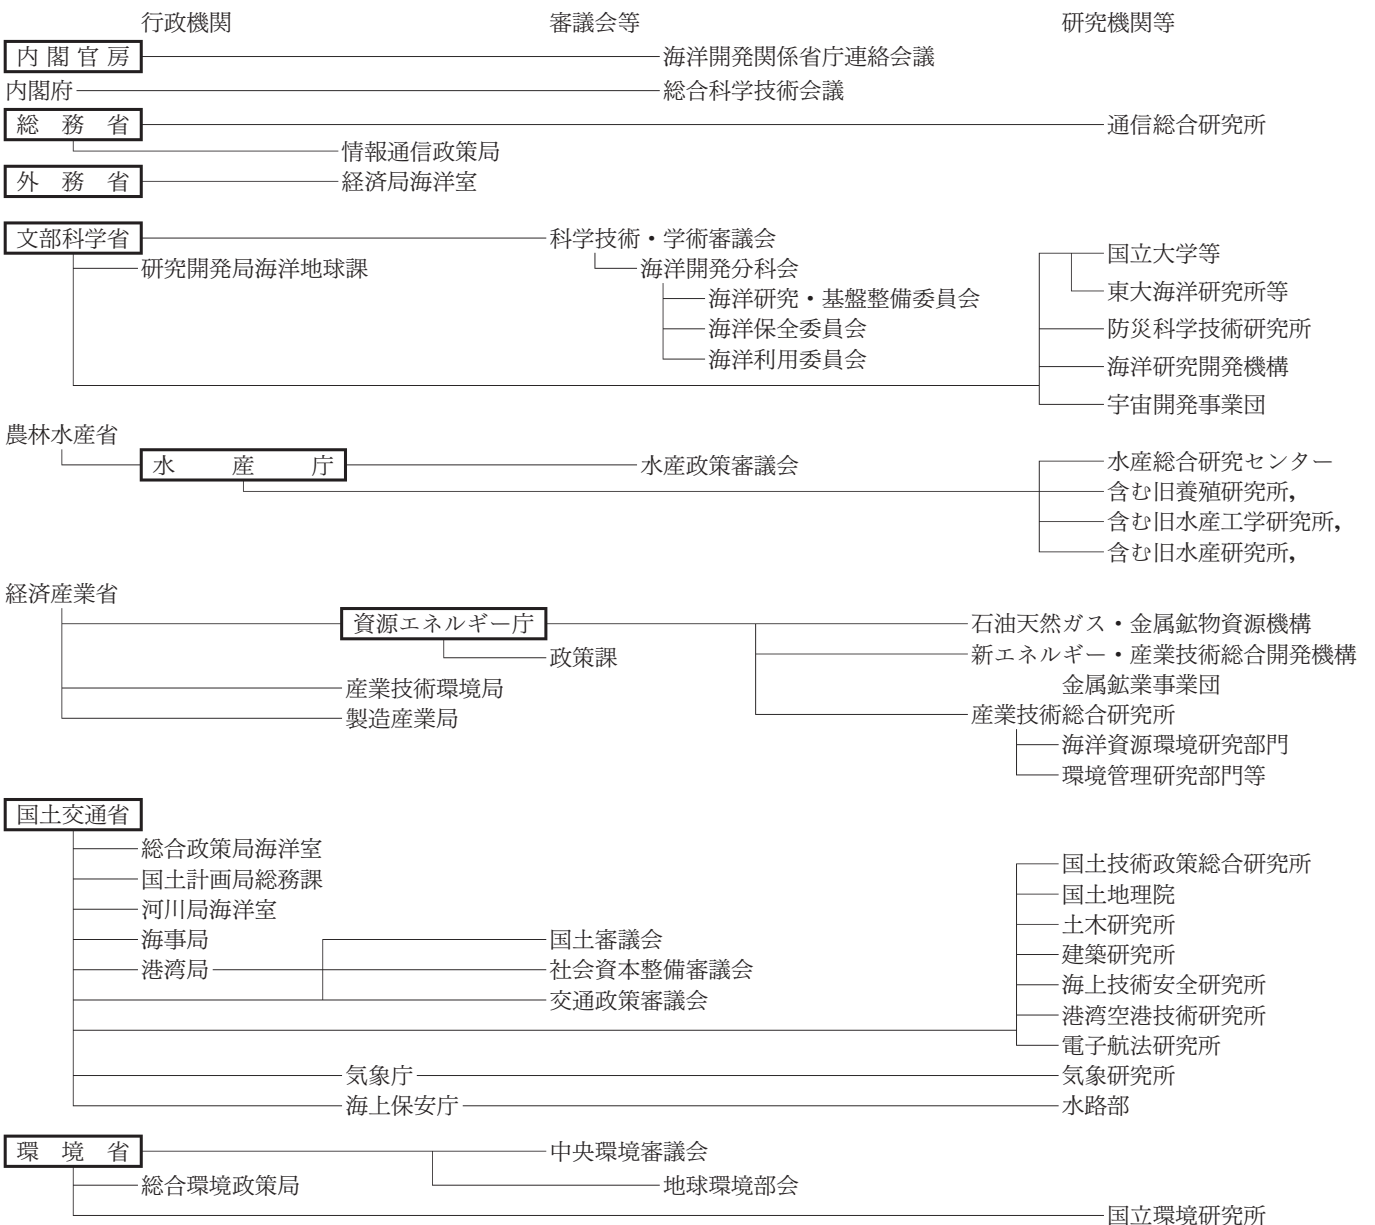 行政機関 審議会等 研究機関等
内閣官房 海洋開発関係省庁連絡会議
内閣府 総合科学技術会議
総務省 通信総合研究所
情報通信政策局
外務省 経済局海洋室
文部科学省 科学技術・学術審議会
国立大学等
研究開発局海洋地球課 海洋開発分科会
東大海洋研究所等
海洋研究・基盤整備委員会
海洋保全委員会 防災科学技術研究所
海洋利用委員会 海洋研究開発機構
宇宙開発事業団
農林水産省
水産庁 水産政策審議会 水産総合研究センター
含む旧養殖研究所,
含む旧水産工学研究所,
含む旧水産研究所,
経済産業省
資源エネルギー庁 石油天然ガス・金属鉱物資源機構
政策課 新エネルギー・産業技術総合開発機構
産業技術環境局 金属鉱業事業団
製造産業局 産業技術総合研究所
海洋資源環境研究部門
環境管理研究部門等
国土交通省
総合政策局海洋室
国土技術政策総合研究所
国土計画局総務課
国土地理院
河川局海洋室
土木研究所
海事局 国土審議会
建築研究所
港湾局 社会資本整備審議会
海上技術安全研究所
交通政策審議会
港湾空港技術研究所
電子航法研究所
気象庁 気象研究所
海上保安庁 水路部
環境省 中央環境審議会
総合環境政策局 地球環境部会
国立環境研究所